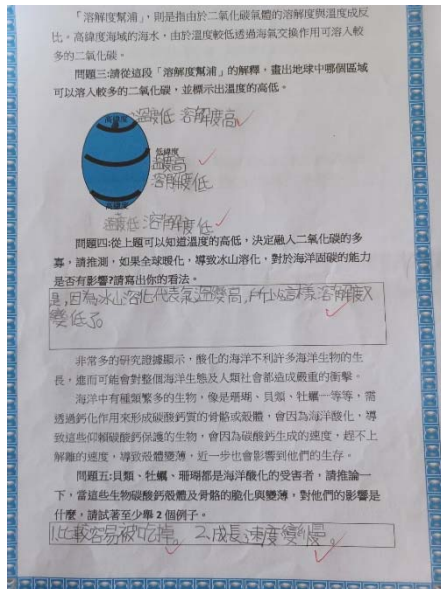 「溶解度幫浦」，則是指由於二氧化碳氣體的溶解度與溫度成反
比。高緯度海域的海水，由於溫度較低透過海氣交換作用可溶入較
多的二氧化碳。
問題三:請從這段「溶解度幫浦」的解釋，畫出地球中哪個區域
可以溶入較多的二氧化碳，並標示出溫度的高低。
高緯度
溫度低 溶解度高
低緯度
溫度高
溶解度低
高緯度
溫度低 溶解度低
問題四:從上題可以知道溫度的高低，決定融入二氧化碳的多
寡，請推測，如果全球暖化，導致冰山溶化，對於海洋固碳的能力
是否有影響?請寫出你的看法。
是，因為冰山溶化代表氣溫變高，所以這樣溶解度又
變低了。
非常多的研究證據顯示，酸化的海洋不利許多海洋生物的生
長，進而可能會對整個海洋生態及人類社會都造成嚴重的衝擊。
海洋中有種類繁多的生物，像是珊瑚、貝類、牡蠣一等等，需
透過鈣化作用來形成碳酸鈣質的骨骼或殼體，會因為海洋酸化，導
致這些仰賴碳酸鈣保護的生物，會因為碳酸鈣生成的速度，趕不上
解離的速度，導致殼體變薄，近一步也會影響到他們的生存。
問題五:貝類、牡蠣、珊瑚都是海洋酸化的受害者，請推論一
下，當這些生物碳酸鈣殼體及骨骼的脆化與變薄，對他們的影響是
什麼，請試著至少舉 2 個例子。
1.比較容易被吃掉。 2.成長速度變慢。